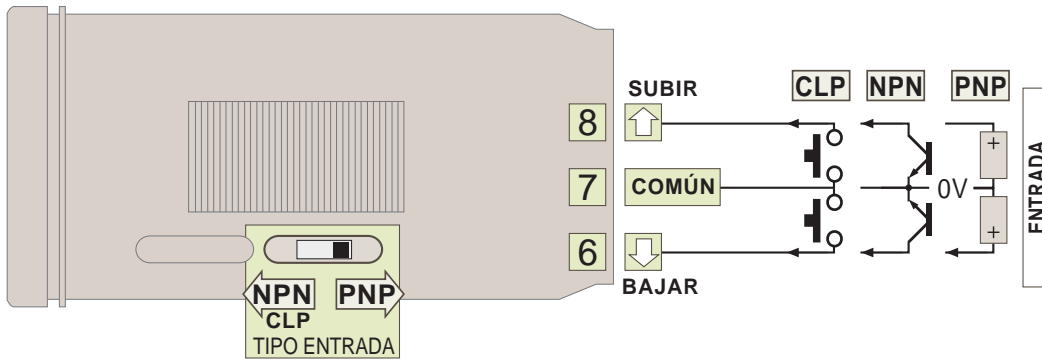 SUBIR
CLP NPN PNP
8
+
7
COMÚN
0V
+
6
BAJAR
ENTRADA
NPN PNP
CLP
TIPO ENTRADA